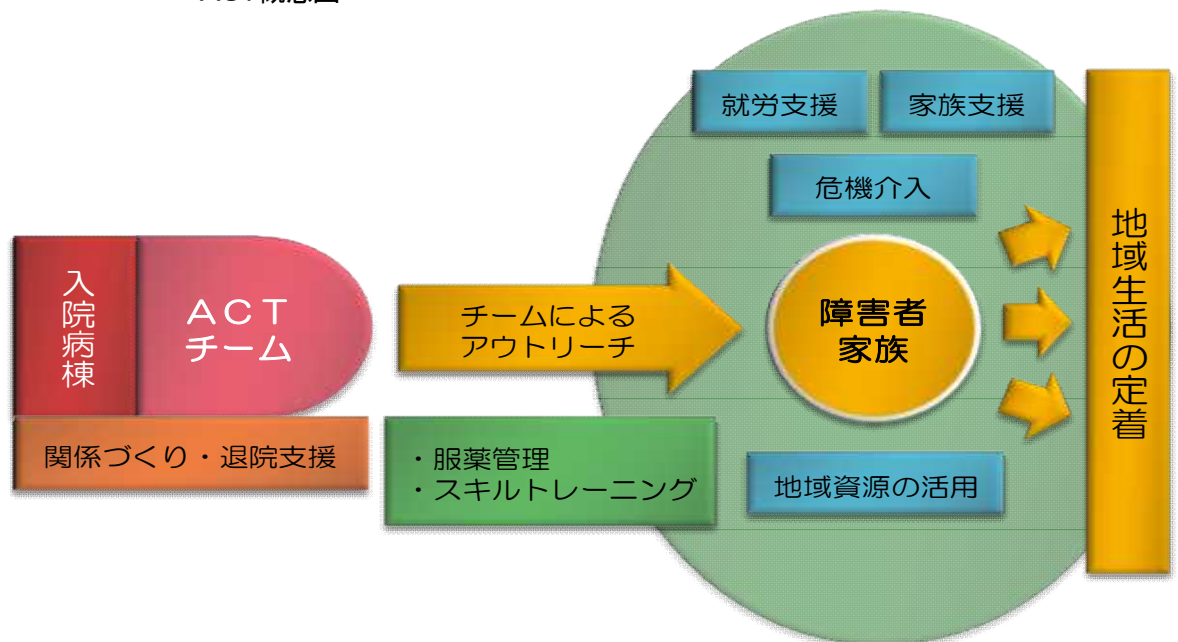 就労支援
家族支援
危機介入
入院病棟
ACT
チーム
チームによる
アウトリーチ
障害者
家族
地域生活の定着
関係づくり・退院支援
・服薬管理
・スキルトレーニング
地域資源の活用